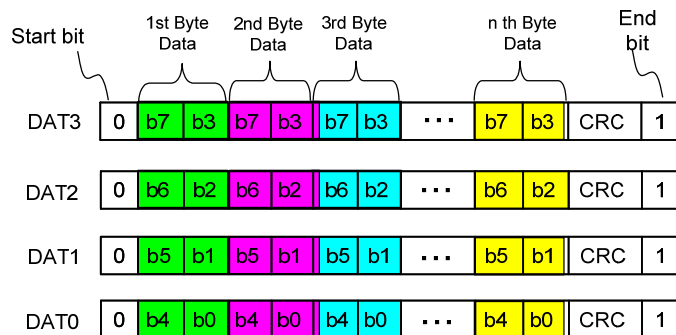 Start bit 1st Byte Data 2nd Byte Data 3rd Byte Data n th Byte Data End bit
DAT3 0 b7 b3 b7 b3 b7 b3 ... b7 b3 CRC 1
DAT2 0 b6 b2 b6 b2 b6 b2 ... b6 b2 CRC 1
DAT1 0 b5 b1 b5 b1 b5 b1 ... b5 b1 CRC 1
DAT0 0 b4 b0 b4 b0 b4 b0 ... b4 b0 CRC 1